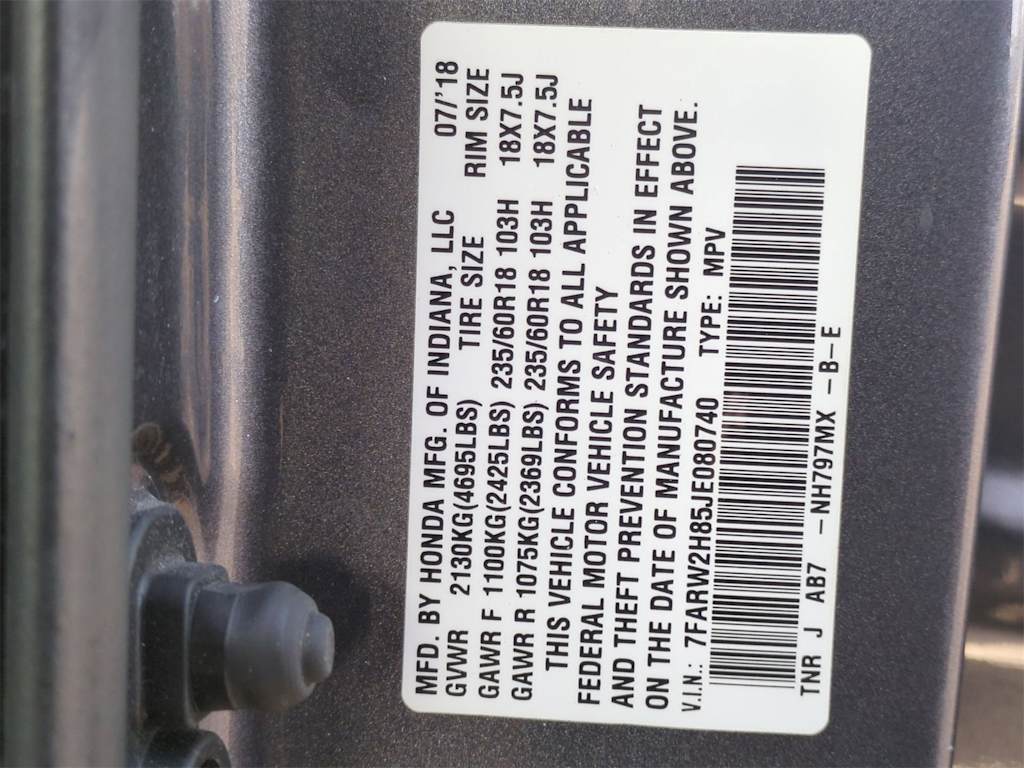 MFD. BY HONDA MFG. OF INDIANA, LLC 07/'18
GVWR 2130KG(4695LBS) TIRE SIZE RIM SIZE
GAWR F 1100KG(2425LBS) 235/60R18 103H 18X7.5J
GAWR R 1075KG(2369LBS) 235/60R18 103H 18X7.5J
THIS VEHICLE CONFORMS TO ALL APPLICABLE
FEDERAL MOTOR VEHICLE SAFETY
AND THEFT PREVENTION STANDARDS IN EFFECT
ON THE DATE OF MANUFACTURE SHOWN ABOVE.
V.I.N.: 7FARW2H85JE080740 TYPE: MPV
TNR J AB7 -NH797MX -B-E